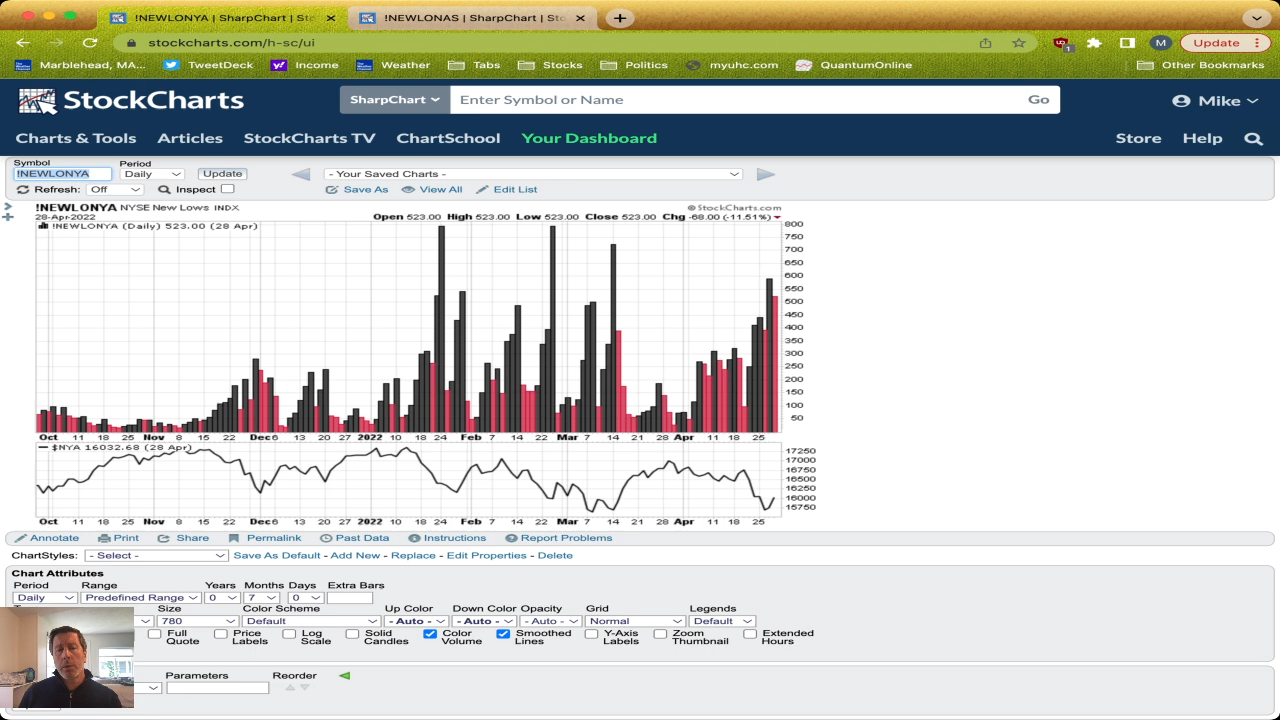 !NEWLONYA | SharpChart | Sto
!NEWLONAS | SharpChart | Sto
stockcharts.com/h-sc/ui
1
M
Update
Marblehead, MA...
TweetDeck
Income
Weather
Tabs
Stocks
Politics
myuhc.com
QuantumOnline
Other Bookmarks
StockCharts
SharpChart
Enter Symbol or Name
Go
Mike
Charts & Tools
Articles
StockCharts TV
ChartSchool
Your Dashboard
Store
Help
Symbol
Period
!NEWLONYA
Daily
Update
- Your Saved Charts -
Refresh: Off
Inspect
Save As
View All
Edit List
!NEWLONYA NYSE New Lows INDX
© StockCharts.com
28-Apr-2022
Open 523.00 High 523.00 Low 523.00 Close 523.00 Chg -68.00 (-11.51%)
!NEWLONYA (Daily) 523.00 (28 Apr)
800
750
700
650
600
550
500
450
400
350
300
250
200
150
100
50
Oct 11 18 25 Nov 8 15 22 Dec 6 13 20 27 2022 10 18 24 Feb 7 14 22 Mar 7 14 21 28 Apr 11 18 25
$NYA 16032.68 (28 Apr)
17250
17000
16750
16500
16250
16000
15750
Oct 11 18 25 Nov 8 15 22 Dec 6 13 20 27 2022 10 18 24 Feb 7 14 22 Mar 7 14 21 28 Apr 11 18 25
Annotate
Print
Share
Permalink
Past Data
Instructions
Report Problems
ChartStyles: - Select -
Save As Default - Add New - Replace - Edit Properties - Delete
Chart Attributes
Period
Range
Years
Months
Days
Extra Bars
Daily
Predefined Range
0
7
0
Size
Color Scheme
Up Color
Down Color
Opacity
Grid
Legends
780
Default
- Auto -
- Auto -
- Auto -
Normal
Default
Full Quote
Price Labels
Log Scale
Solid Candles
Color Volume
Smoothed Lines
Y-Axis Labels
Zoom Thumbnail
Extended Hours
Parameters
Reorder